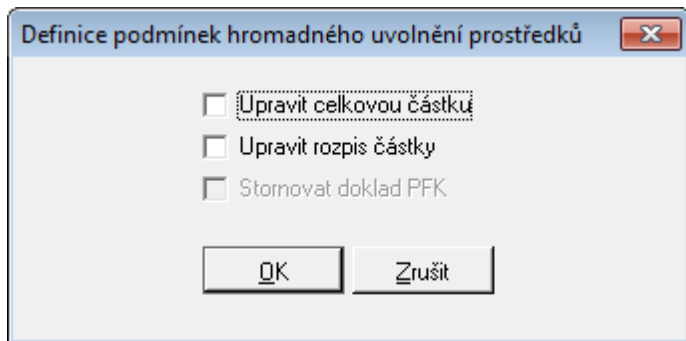 Definice podmínek hromadného uvolnění prostředků
Upravit celkovou částku
Upravit rozpis částky
Stornovat doklad PFK
OK
Zrušit